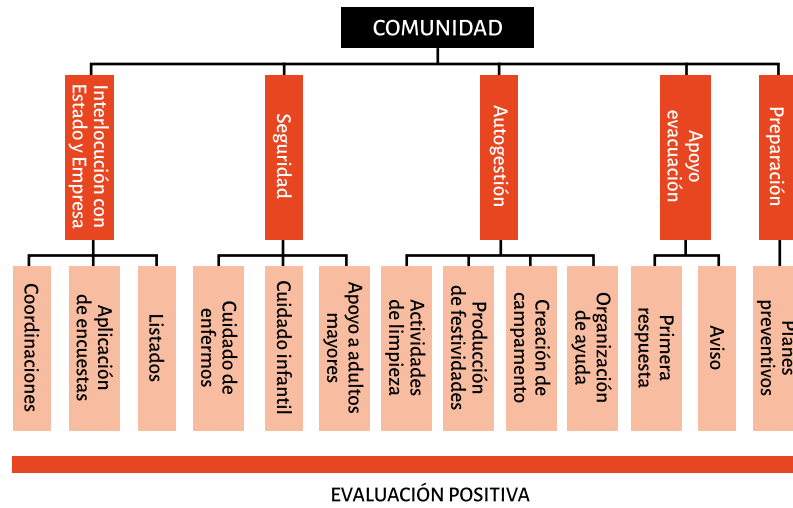 COMUNIDAD
Interlocución con
Estado y Empresa
Seguridad
Autogestión
Apoyo
evacuación
Preparación
Coordinaciones
Aplicación
de encuestas
Listados
Cuidado de
enfermos
Cuidado infantil
Apoyo a adultos
mayores
Actividades
de limpieza
Producción
de festividades
Creación de
campamento
Organización
de ayuda
Primera
respuesta
Aviso
Planes
preventivos
EVALUACIÓN POSITIVA